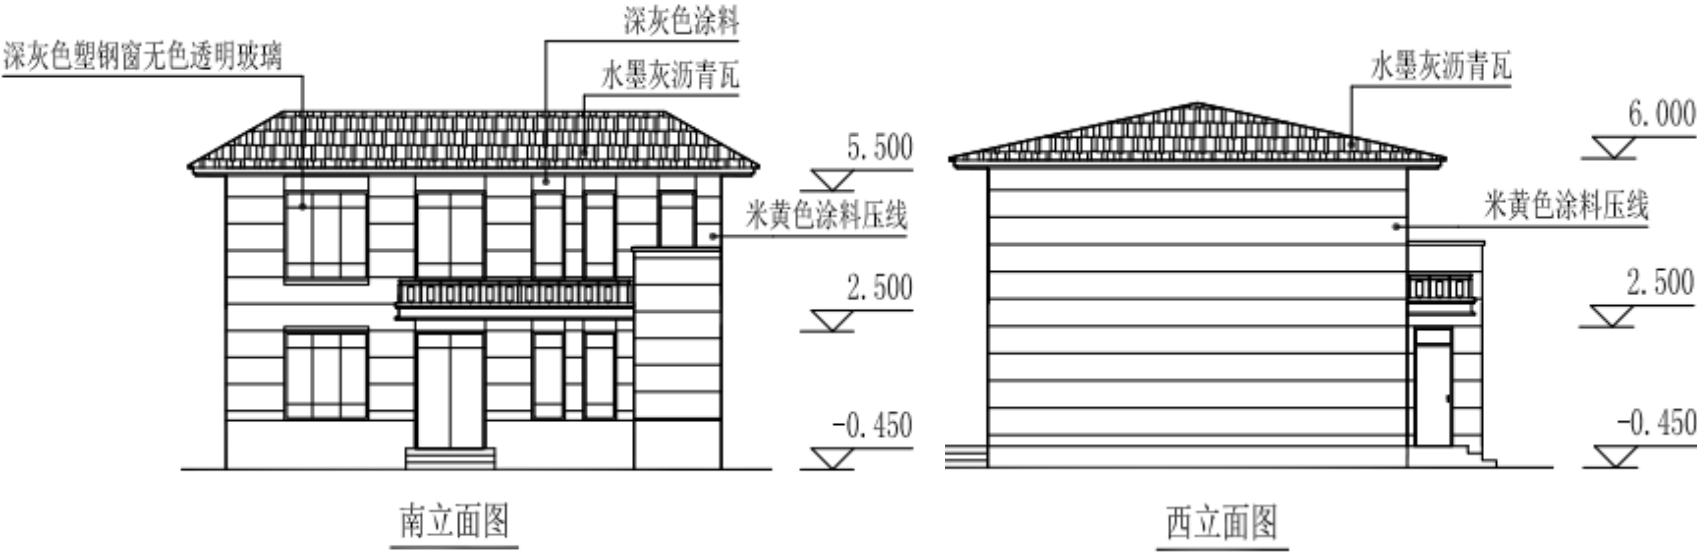 深灰色涂料
深灰色塑钢窗无色透明玻璃
水墨灰沥青瓦
5.500
米黄色涂料压线
2.500
-0.450
南立面图
水墨灰沥青瓦
6.000
米黄色涂料压线
2.500
-0.450
西立面图